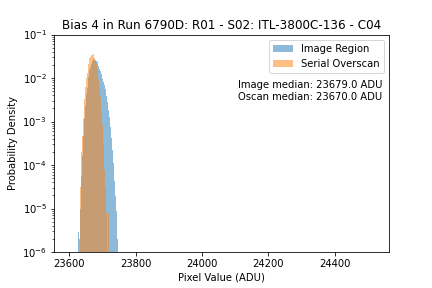 Bias 4 in Run 6790D: R01 - S02: ITL-3800C-136 - C04
Image Region
Serial Overscan
Image median: 23679.0 ADU
Oscan median: 23670.0 ADU
Probability Density
10⁻¹
10⁻²
10⁻³
10⁻⁴
10⁻⁵
10⁻⁶
23600 23800 24000 24200 24400
Pixel Value (ADU)